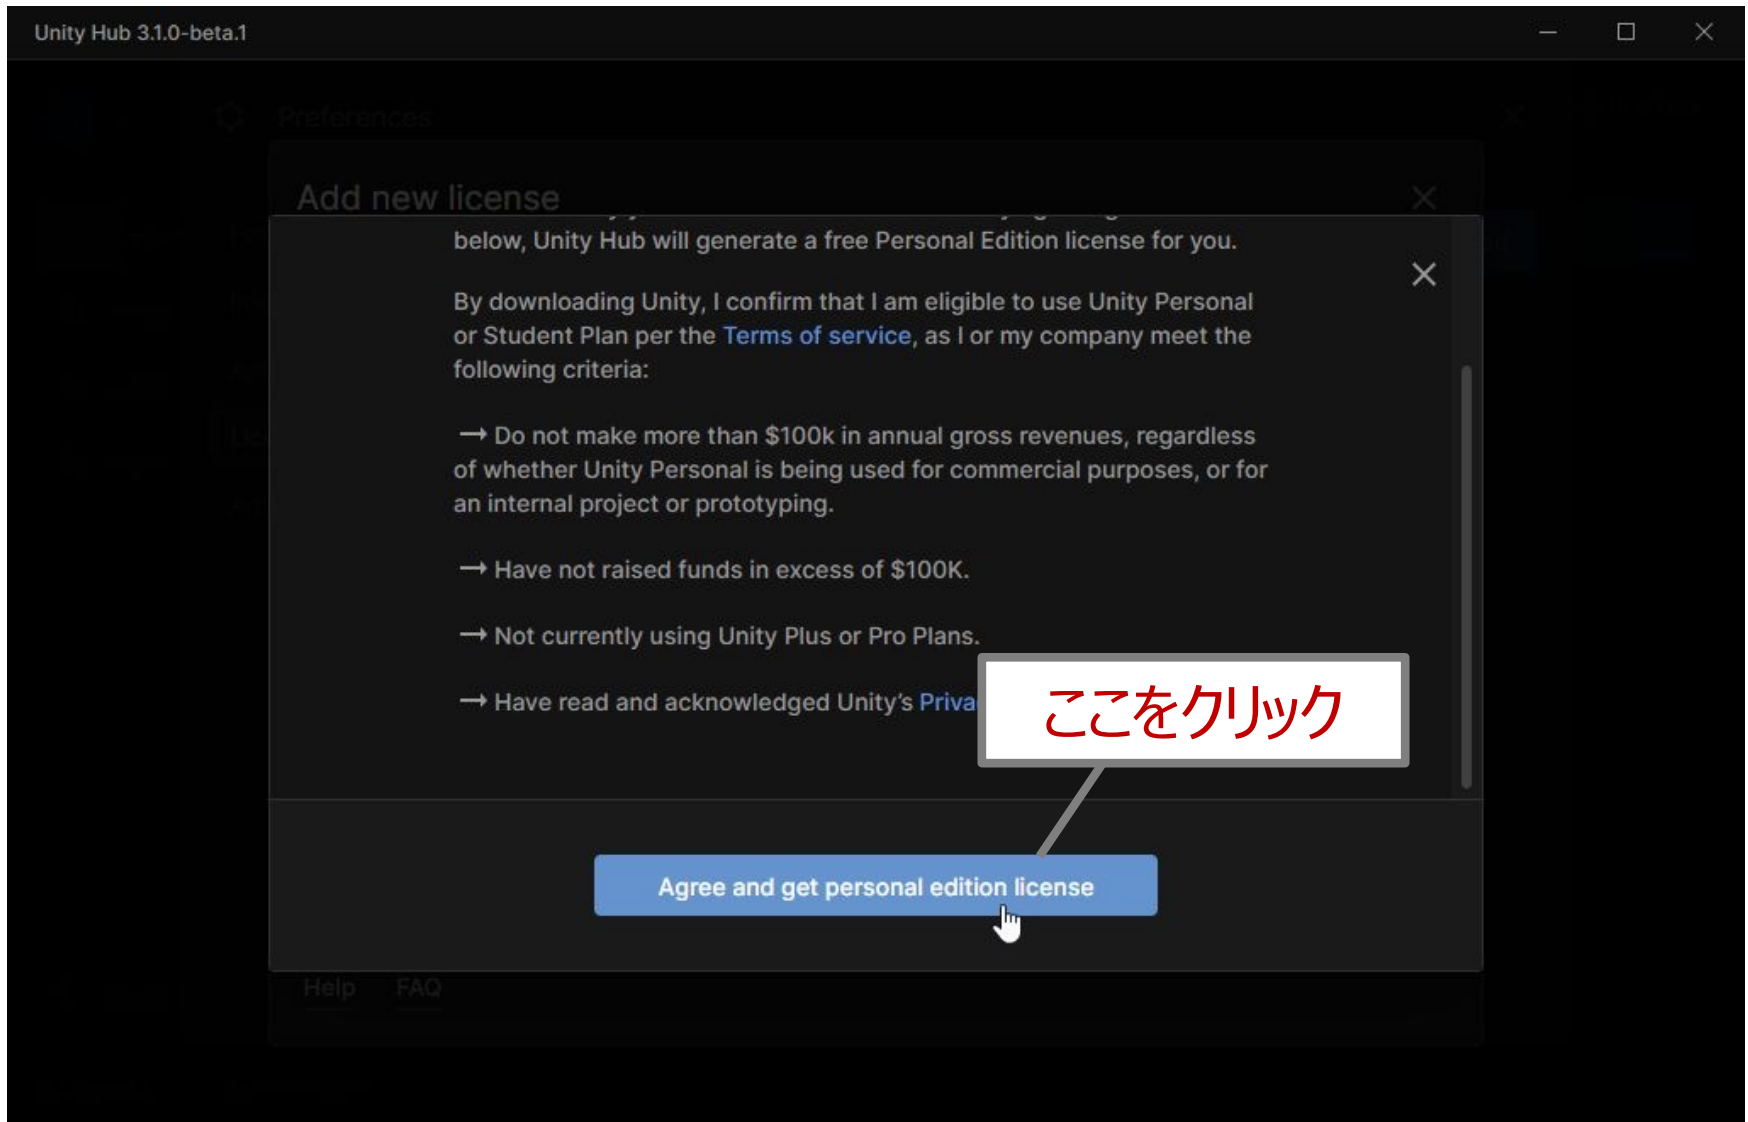 Unity Hub 3.1.0-beta.1
Preferences
Add new license
below, Unity Hub will generate a free Personal Edition license for you.
By downloading Unity, I confirm that I am eligible to use Unity Personal
or Student Plan per the Terms of service, as I or my company meet the
following criteria:
→ Do not make more than $100k in annual gross revenues, regardless
of whether Unity Personal is being used for commercial purposes, or for
an internal project or prototyping.
→ Have not raised funds in excess of $100K.
→ Not currently using Unity Plus or Pro Plans.
→ Have read and acknowledged Unity's
ここをクリック
Agree and get personal edition license
Help FAQ